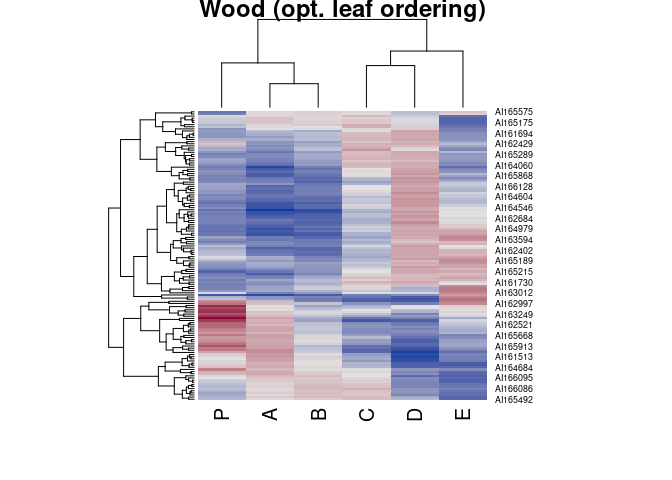 Wood (opt. leaf ordering)
AI165575
AI165175
AI161694
AI162429
AI165289
AI164060
AI165868
AI166128
AI164604
AI164546
AI162684
AI164979
AI163594
AI162402
AI165189
AI165215
AI161730
AI163012
AI162997
AI163249
AI162521
AI165668
AI165913
AI161513
AI164684
AI166095
AI166086
AI165492
P A B C D E